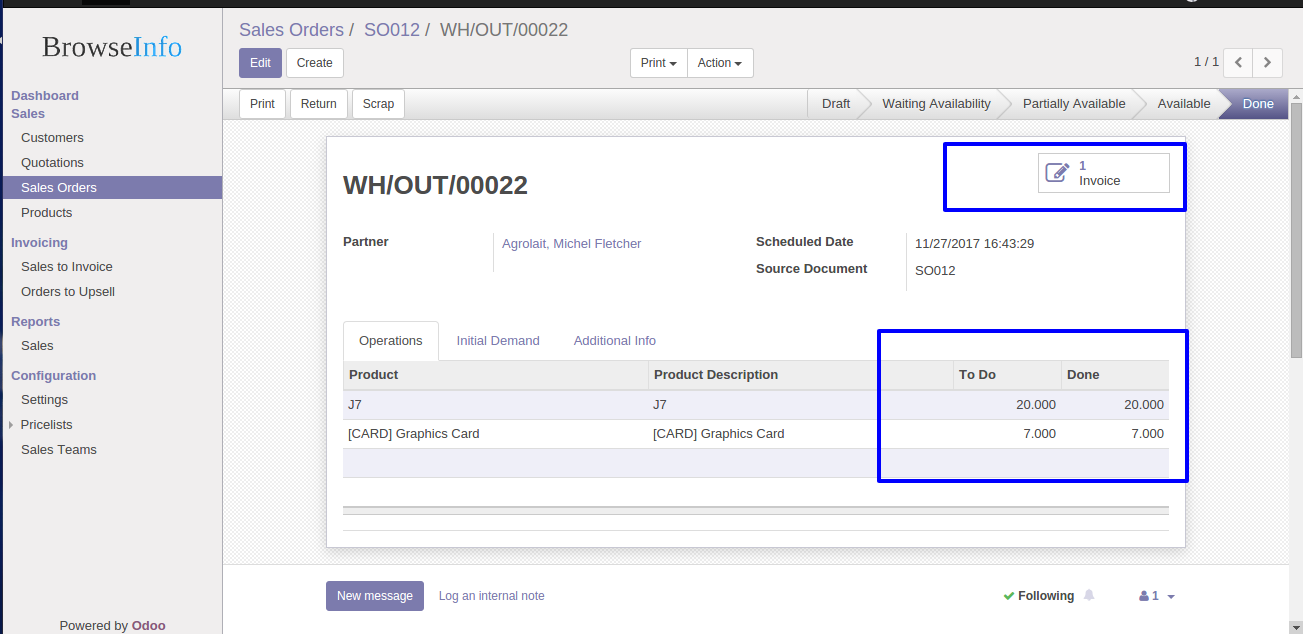 BrowseInfo
Dashboard
Sales
Customers
Quotations
Sales Orders
Products
Invoicing
Sales to Invoice
Orders to Upsell
Reports
Sales
Configuration
Settings
Pricelists
Sales Teams
Powered by Odoo
Sales Orders / SO012 / WH/OUT/00022
Edit Create Print Action 1 / 1
Print Return Scrap Draft Waiting Availability Partially Available Available Done
1
Invoice
WH/OUT/00022
Partner Agrolait, Michel Fletcher Scheduled Date 11/27/2017 16:43:29
Source Document SO012
Operations Initial Demand Additional Info
Product Product Description To Do Done
J7 J7 20.000 20.000
[CARD] Graphics Card [CARD] Graphics Card 7.000 7.000
New message Log an internal note Following 1